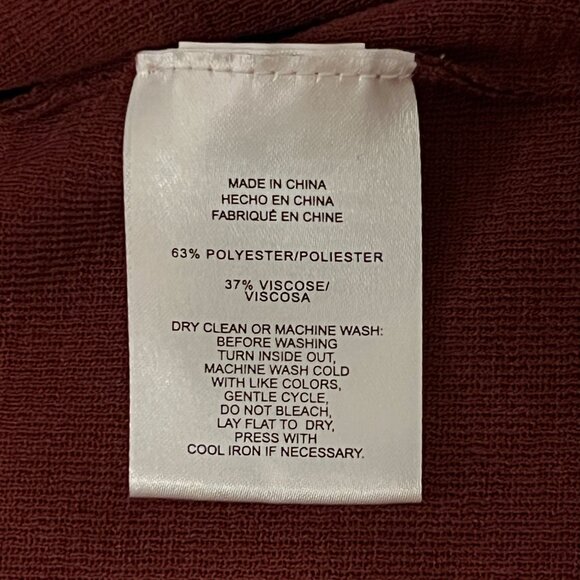 MADE IN CHINA
HECHO EN CHINA
FABRIQUÉ EN CHINE
63% POLYESTER/POLIESTER
37% VISCOSE/
VISCOSA
DRY CLEAN OR MACHINE WASH:
BEFORE WASHING
TURN INSIDE OUT,
MACHINE WASH COLD
WITH LIKE COLORS,
GENTLE CYCLE,
DO NOT BLEACH,
LAY FLAT TO DRY,
PRESS WITH
COOL IRON IF NECESSARY.